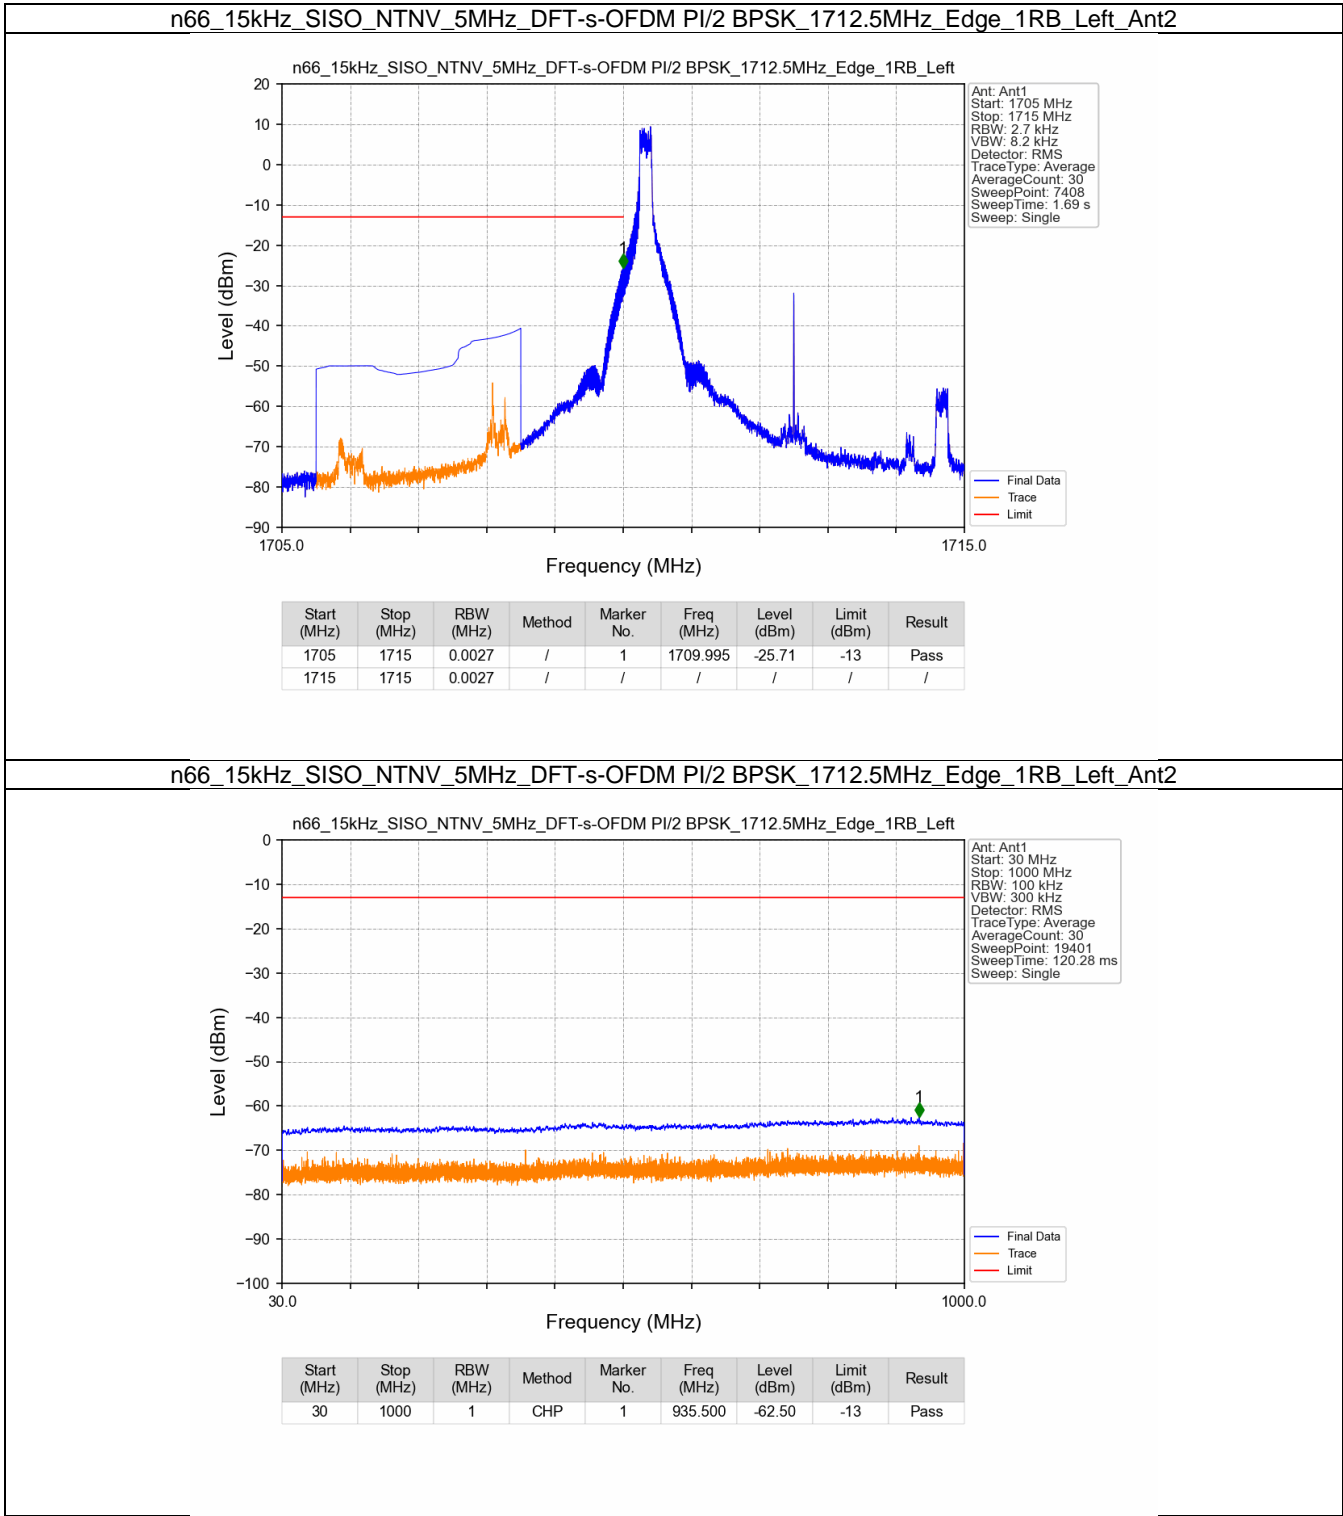 n66_15kHz_SISO_NTNV_5MHz_DFT-s-OFDM PI/2 BPSK_1712.5MHz_Edge_1RB_Left_Ant2
n66_15kHz_SISO_NTNV_5MHz_DFT-s-OFDM PI/2 BPSK_1712.5MHz_Edge_1RB_Left
20
10
0
−10
−20
−30
−40
−50
−60
−70
−80
−90
Level (dBm)
1
1705.0
1715.0
Frequency (MHz)
Ant: Ant1
Start: 1705 MHz
Stop: 1715 MHz
RBW: 2.7 kHz
VBW: 8.2 kHz
Detector: RMS
TraceType: Average
AverageCount: 30
SweepPoint: 7408
SweepTime: 1.69 s
Sweep: Single
Final Data
Trace
Limit
Start (MHz) Stop (MHz) RBW (MHz) Method Marker No. Freq (MHz) Level (dBm) Limit (dBm) Result
1705 1715 0.0027 / 1 1709.995 -25.71 -13 Pass
1715 1715 0.0027 / / / / / /
n66_15kHz_SISO_NTNV_5MHz_DFT-s-OFDM PI/2 BPSK_1712.5MHz_Edge_1RB_Left_Ant2
n66_15kHz_SISO_NTNV_5MHz_DFT-s-OFDM PI/2 BPSK_1712.5MHz_Edge_1RB_Left
0
−10
−20
−30
−40
−50
−60
−70
−80
−90
−100
Level (dBm)
1
30.0
1000.0
Frequency (MHz)
Ant: Ant1
Start: 30 MHz
Stop: 1000 MHz
RBW: 100 kHz
VBW: 300 kHz
Detector: RMS
TraceType: Average
AverageCount: 30
SweepPoint: 19401
SweepTime: 120.28 ms
Sweep: Single
Final Data
Trace
Limit
Start (MHz) Stop (MHz) RBW (MHz) Method Marker No. Freq (MHz) Level (dBm) Limit (dBm) Result
30 1000 1 CHP 1 935.500 -62.50 -13 Pass